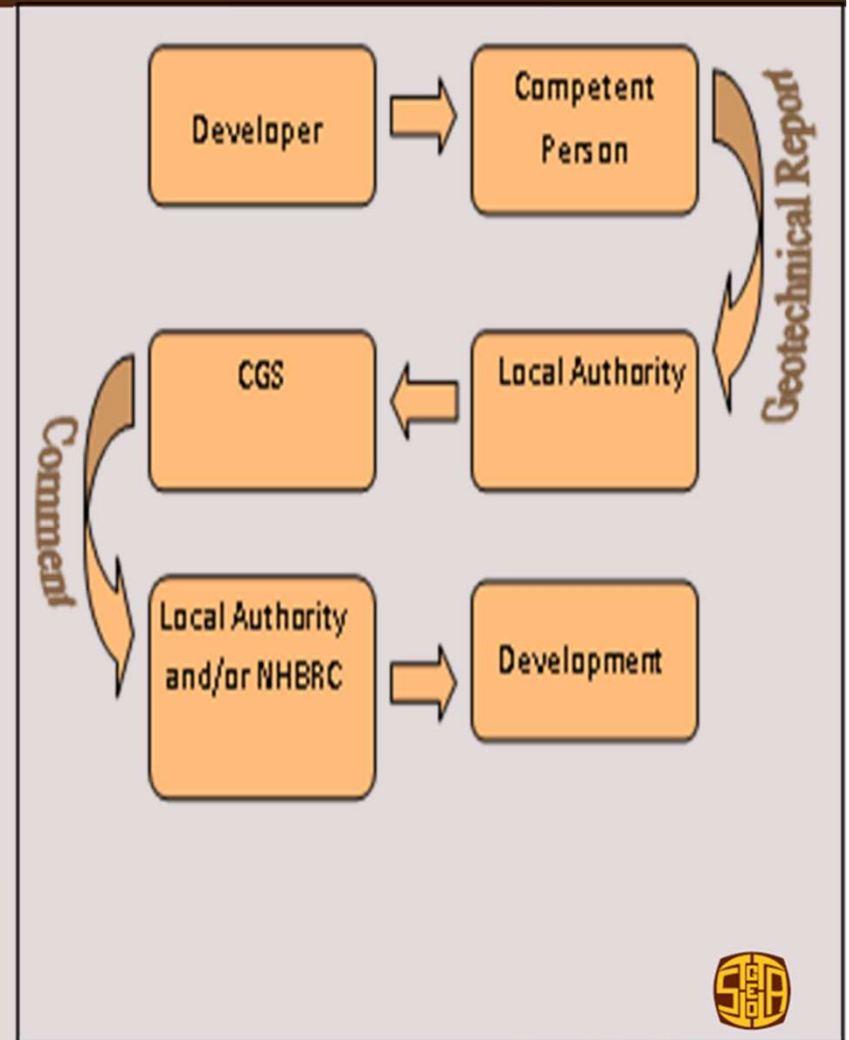 Developer
Competent
Person
Geotechnical Report
Local Authority
CGS
Comment
Local Authority
and/or NHBRC
Development